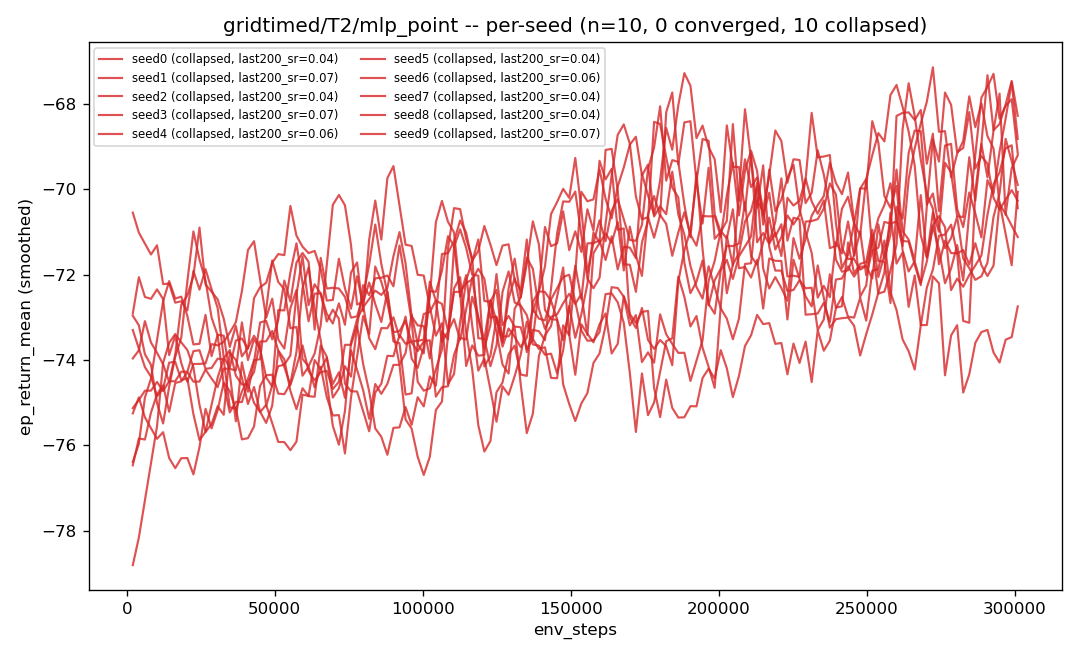 gridtimed/T2/mlp_point -- per-seed (n=10, 0 converged, 10 collapsed)
seed0 (collapsed, last200_sr=0.04)
seed1 (collapsed, last200_sr=0.07)
seed2 (collapsed, last200_sr=0.04)
seed3 (collapsed, last200_sr=0.07)
seed4 (collapsed, last200_sr=0.06)
seed5 (collapsed, last200_sr=0.04)
seed6 (collapsed, last200_sr=0.06)
seed7 (collapsed, last200_sr=0.04)
seed8 (collapsed, last200_sr=0.04)
seed9 (collapsed, last200_sr=0.07)
ep_return_mean (smoothed)
−68
−70
−72
−74
−76
−78
0 50000 100000 150000 200000 250000 300000
env_steps